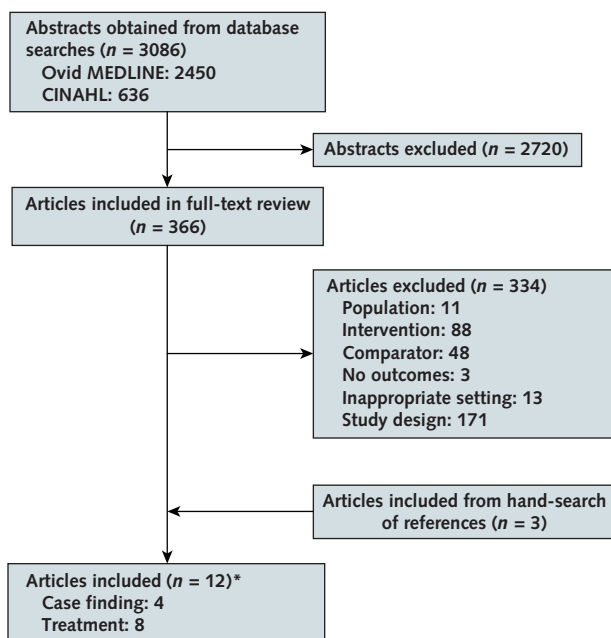 Abstracts obtained from database
searches (n = 3086)
Ovid MEDLINE: 2450
CINAHL: 636
Abstracts excluded (n = 2720)
Articles included in full-text review
(n = 366)
Articles excluded (n = 334)
Population: 11
Intervention: 88
Comparator: 48
No outcomes: 3
Inappropriate setting: 13
Study design: 171
Articles included from hand-search
of references (n = 3)
Articles included (n = 12)*
Case finding: 4
Treatment: 8